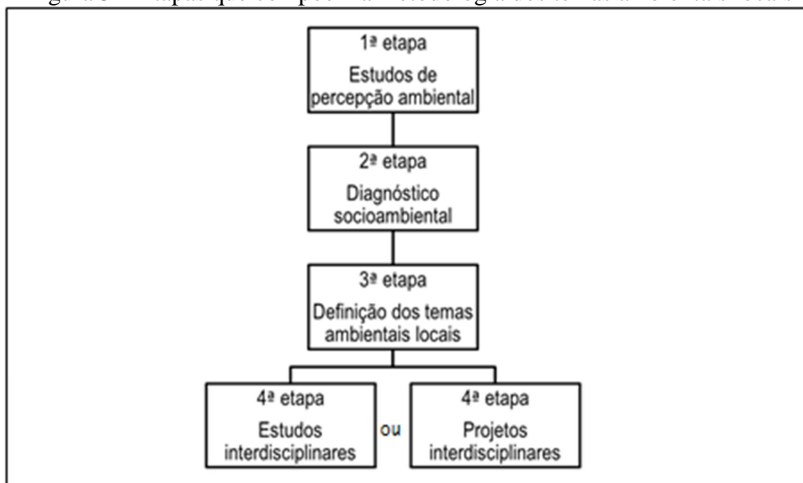 1ª etapa
Estudos de
percepção ambiental
2ª etapa
Diagnóstico
socioambiental
3ª etapa
Definição dos temas
ambientais locais
4ª etapa
Estudos
interdisciplinares
ou
4ª etapa
Projetos
interdisciplinares